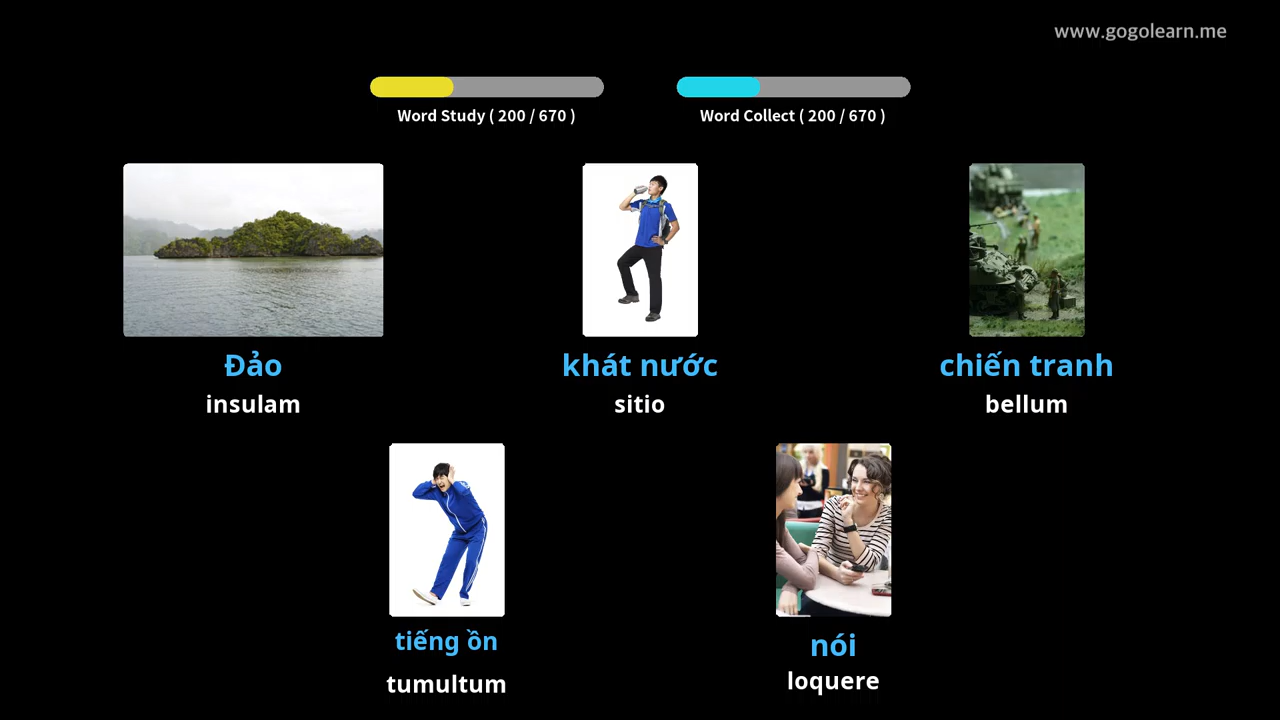 www.gogolearn.me
Word Study ( 200 / 670 )
Word Collect ( 200 / 670 )
Đảo
insulam
khát nước
sitio
chiến tranh
bellum
tiếng ồn
tumultum
nói
loquere